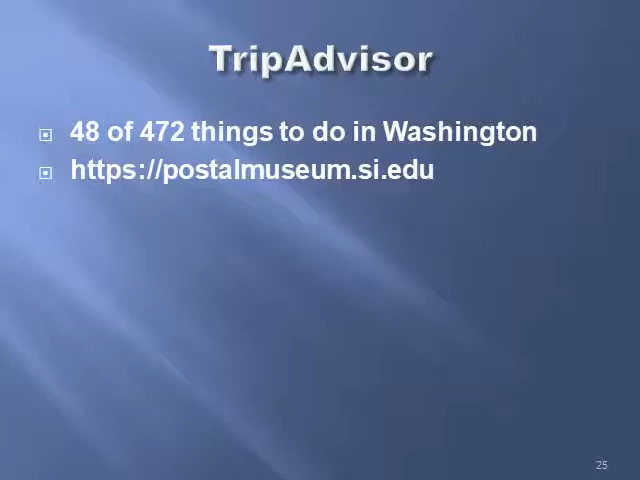 TripAdvisor
48 of 472 things to do in Washington
https://postalmuseum.si.edu
25